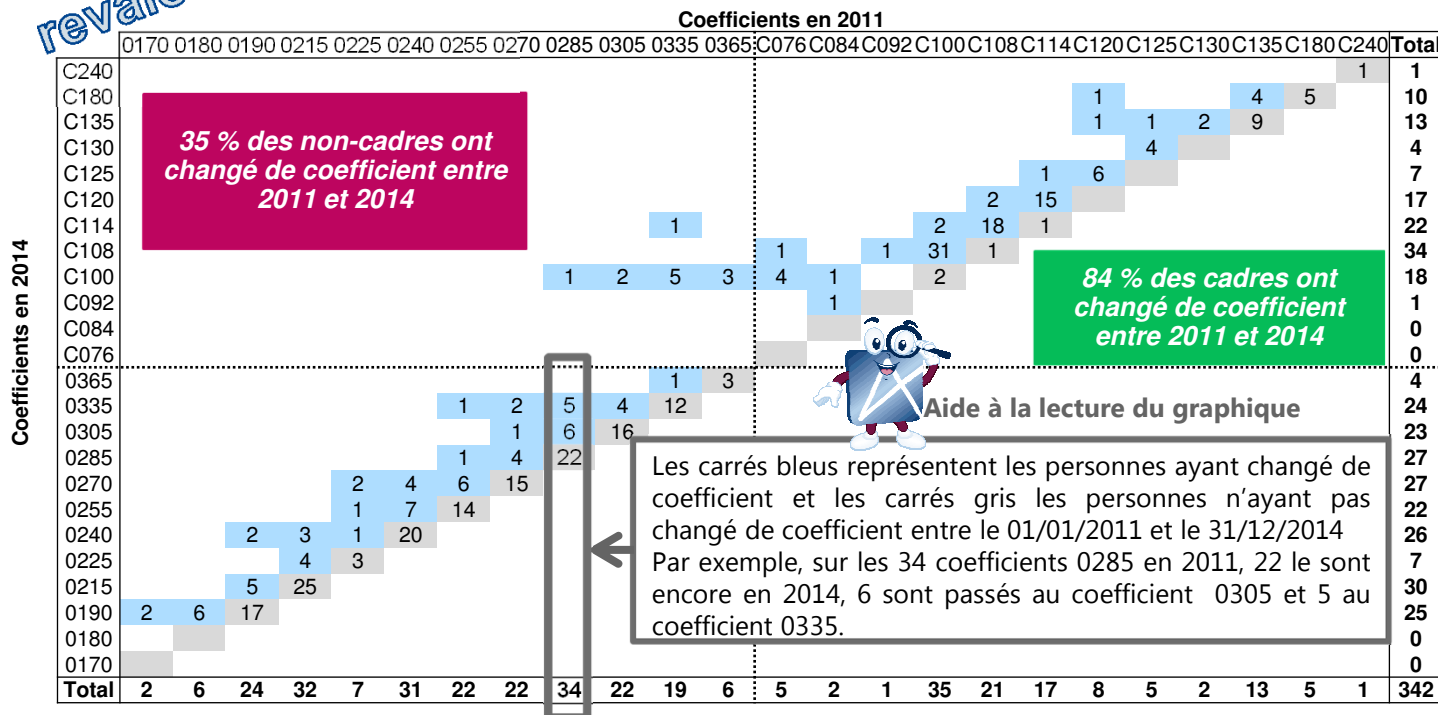 Coefficients en 2011
0170 0180 0190 0215 0225 0240 0255 0270 0285 0305 0335 0365 C076 C084 C092 C100 C108 C114 C120 C125 C130 C135 C180 C240 Total
C240 1 1
C180 1 4 5 10
C135 1 1 2 9 13
C130 4 4
C125 1 6 7
C120 2 15 17
C114 1 2 18 1 22
C108 1 1 31 1 34
C100 1 2 5 3 4 1 2 18
C092 1 1
C084 0
C076 0
0365 1 3 4
0335 1 2 5 4 12 24
0305 1 6 16 23
0285 1 4 22 27
0270 2 4 6 15 27
0255 1 7 14 22
0240 2 3 1 20 26
0225 4 3 7
0215 5 25 30
0190 2 6 17 25
0180 0
0170 0
Total 2 6 24 32 7 31 22 22 34 22 19 6 5 2 1 35 21 17 8 5 2 13 5 1 342
Coefficients en 2014
35 % des non-cadres ont
changé de coefficient entre
2011 et 2014
84 % des cadres ont
changé de coefficient
entre 2011 et 2014
Aide à la lecture du graphique
Les carrés bleus représentent les personnes ayant changé de
coefficient et les carrés gris les personnes n'ayant pas
changé de coefficient entre le 01/01/2011 et le 31/12/2014
Par exemple, sur les 34 coefficients 0285 en 2011, 22 le sont
encore en 2014, 6 sont passés au coefficient 0305 et 5 au
coefficient 0335.